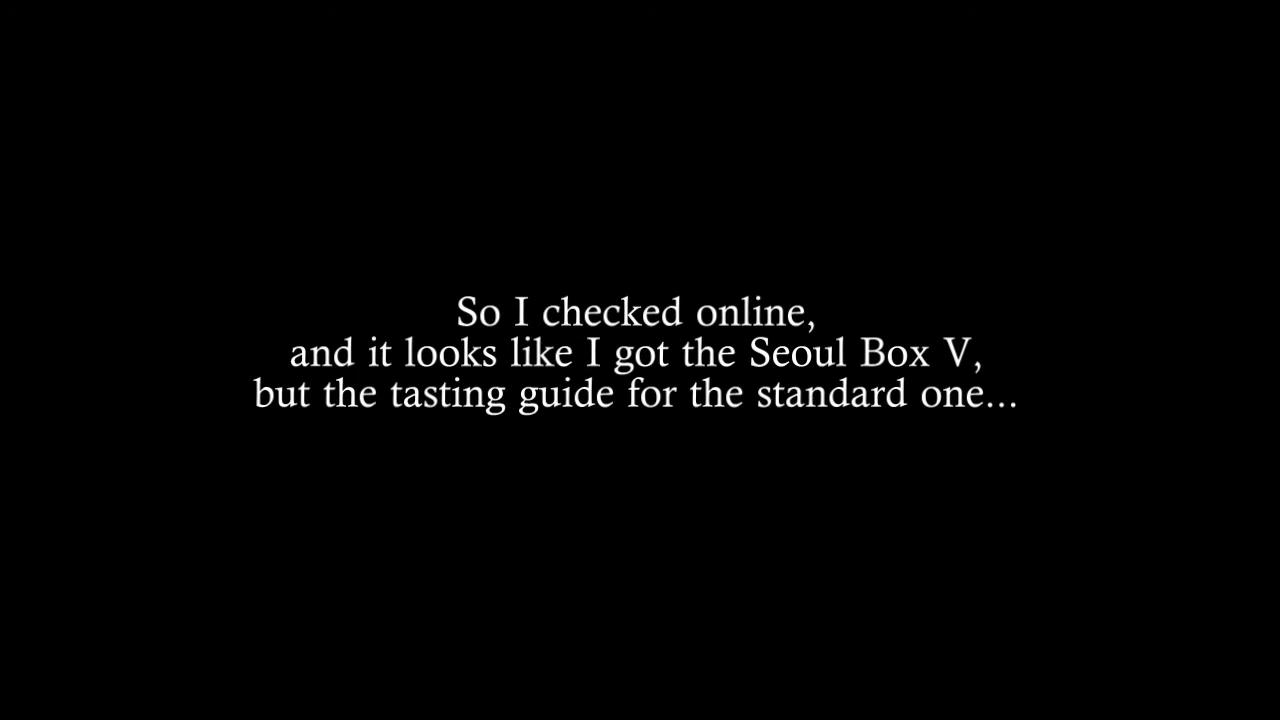 So I checked online,
and it looks like I got the Seoul Box V,
but the tasting guide for the standard one...